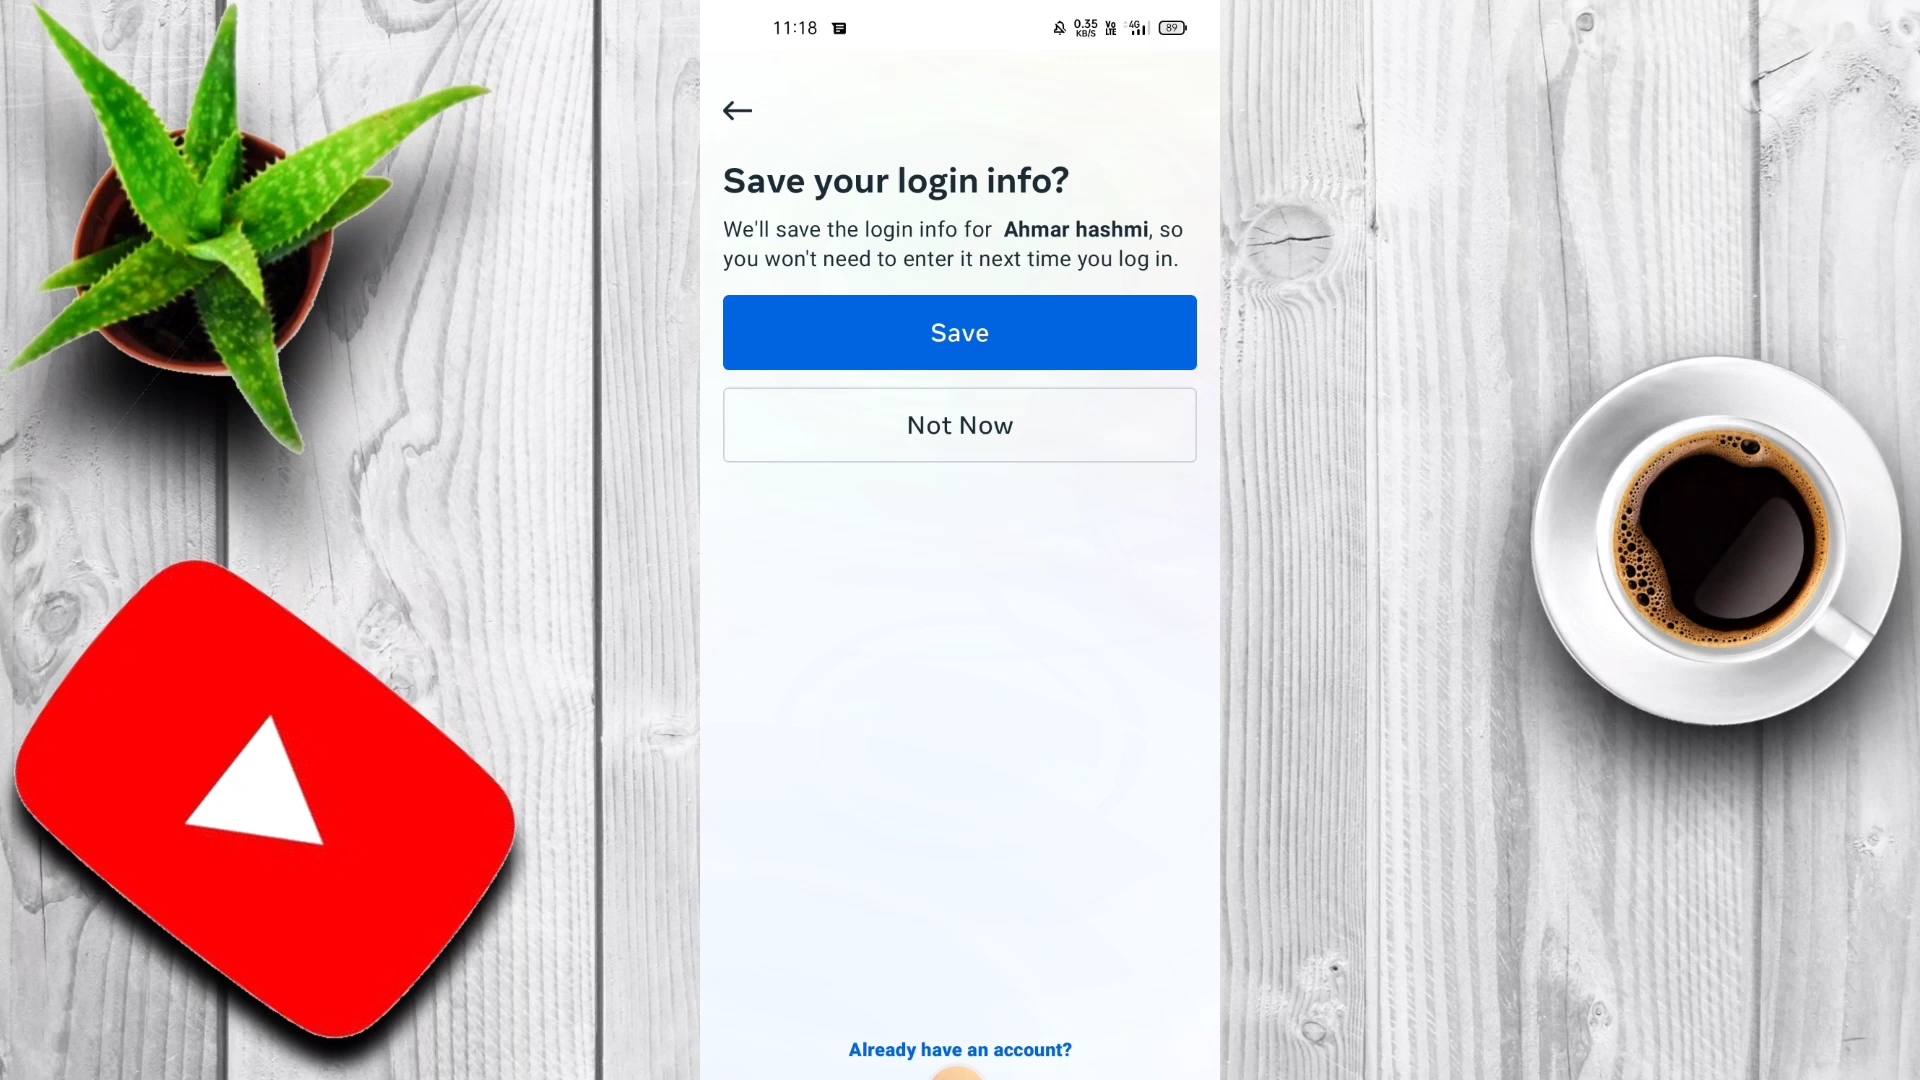 11:18 0.35 KB/S Vo LTE 4G 89
Save your login info?
We'll save the login info for Ahmar hashmi, so
you won't need to enter it next time you log in.
Save
Not Now
Already have an account?